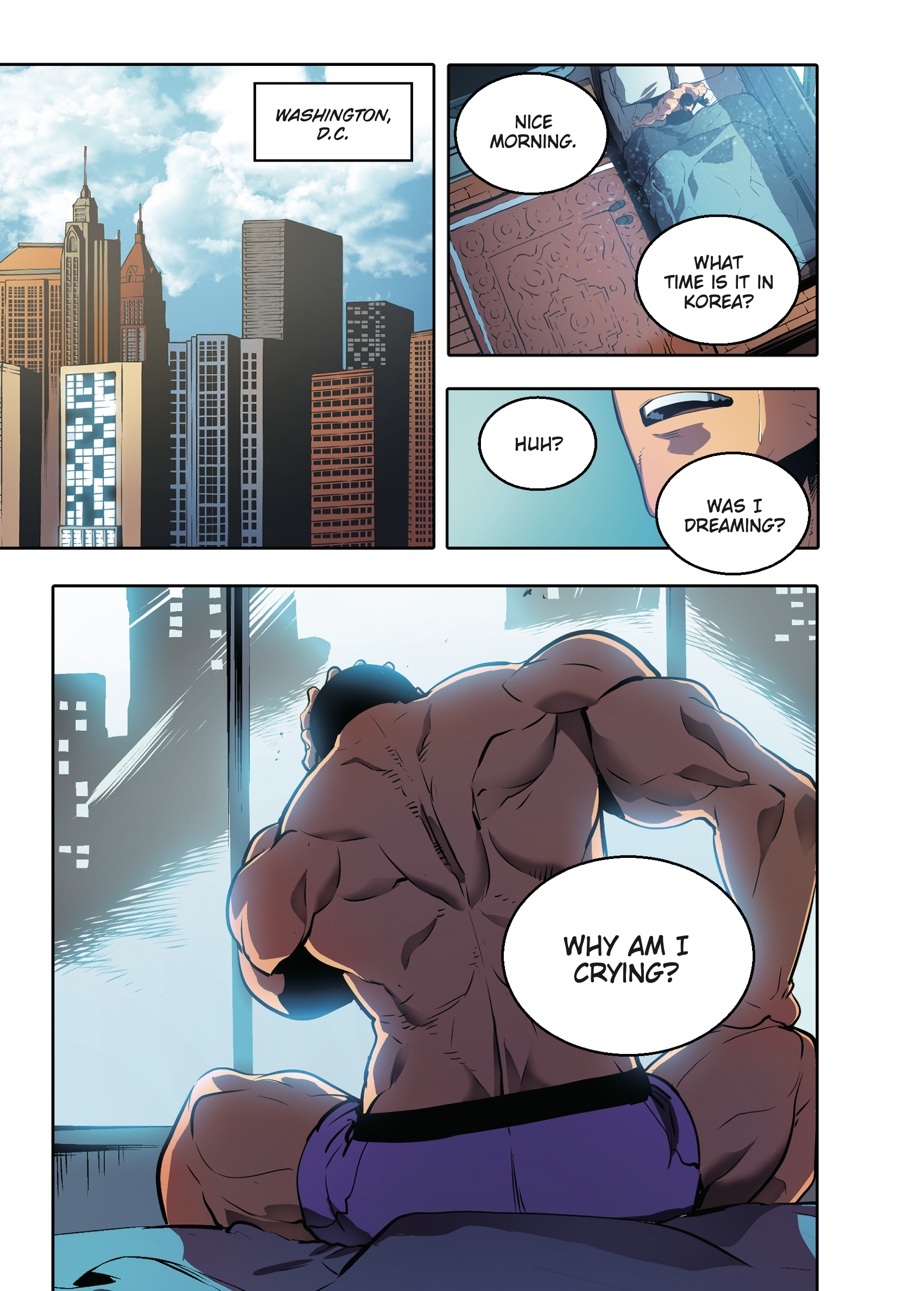 WASHINGTON,
D.C.
NICE
MORNING.
WHAT
TIME IS IT IN
KOREA?
HUH?
WAS I
DREAMING?
WHY AM I
CRYING?